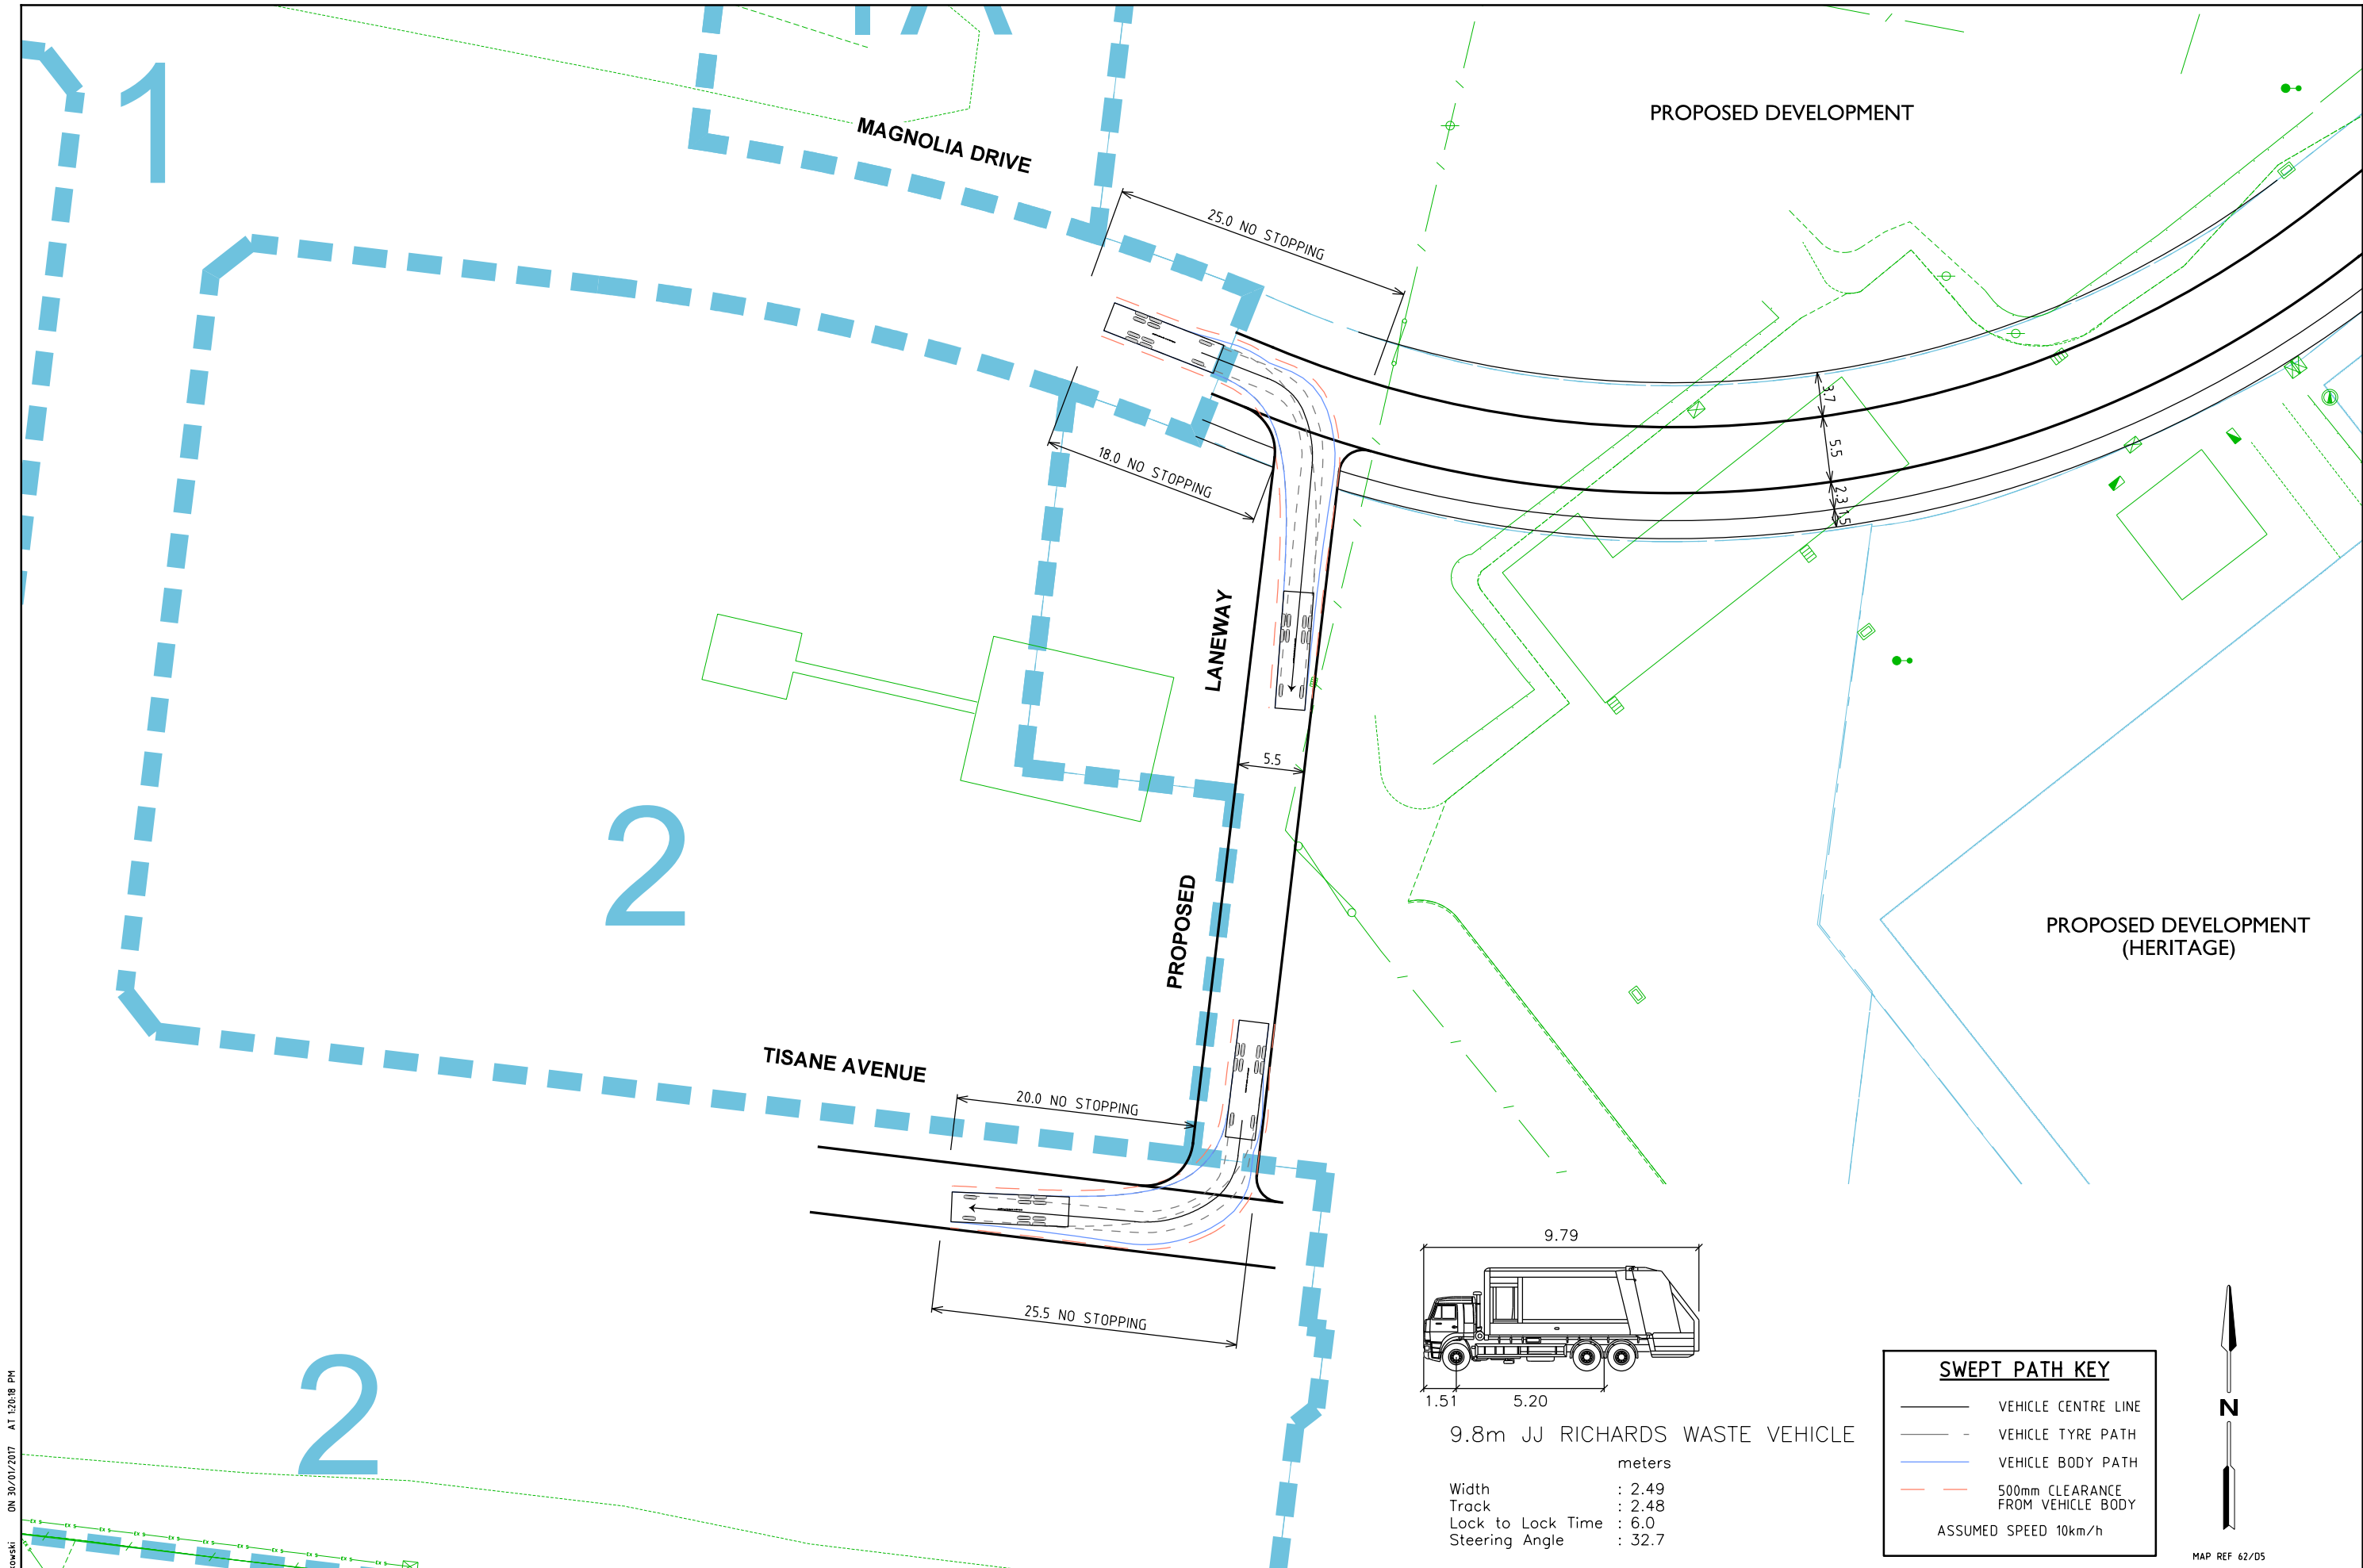 1
MAGNOLIA DRIVE
PROPOSED DEVELOPMENT
25.0 NO STOPPING
18.0 NO STOPPING
3.7
5.5
2.3
1.5
LANEWAY
5.5
2
PROPOSED
PROPOSED DEVELOPMENT
(HERITAGE)
TISANE AVENUE
20.0 NO STOPPING
25.5 NO STOPPING
2
9.79
1.51
5.20
9.8m JJ RICHARDS WASTE VEHICLE
meters
Width : 2.49
Track : 2.48
Lock to Lock Time : 6.0
Steering Angle : 32.7
SWEPT PATH KEY
VEHICLE CENTRE LINE
VEHICLE TYRE PATH
VEHICLE BODY PATH
500mm CLEARANCE
FROM VEHICLE BODY
ASSUMED SPEED 10km/h
N
MAP REF 62/D5
ON 30/01/2017 AT 1:20:18 PM